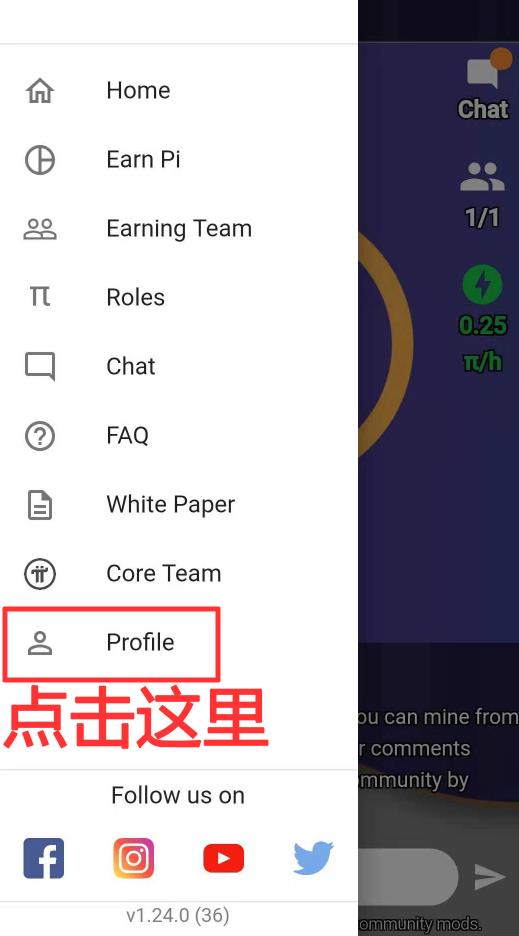 Home
Chat
Earn Pi
1/1
Earning Team
Roles
0.25
π/h
Chat
FAQ
White Paper
Core Team
Profile
点击这里
ou can mine from
r comments
mmunity by
Follow us on
v1.24.0 (36)
ommunity mods.